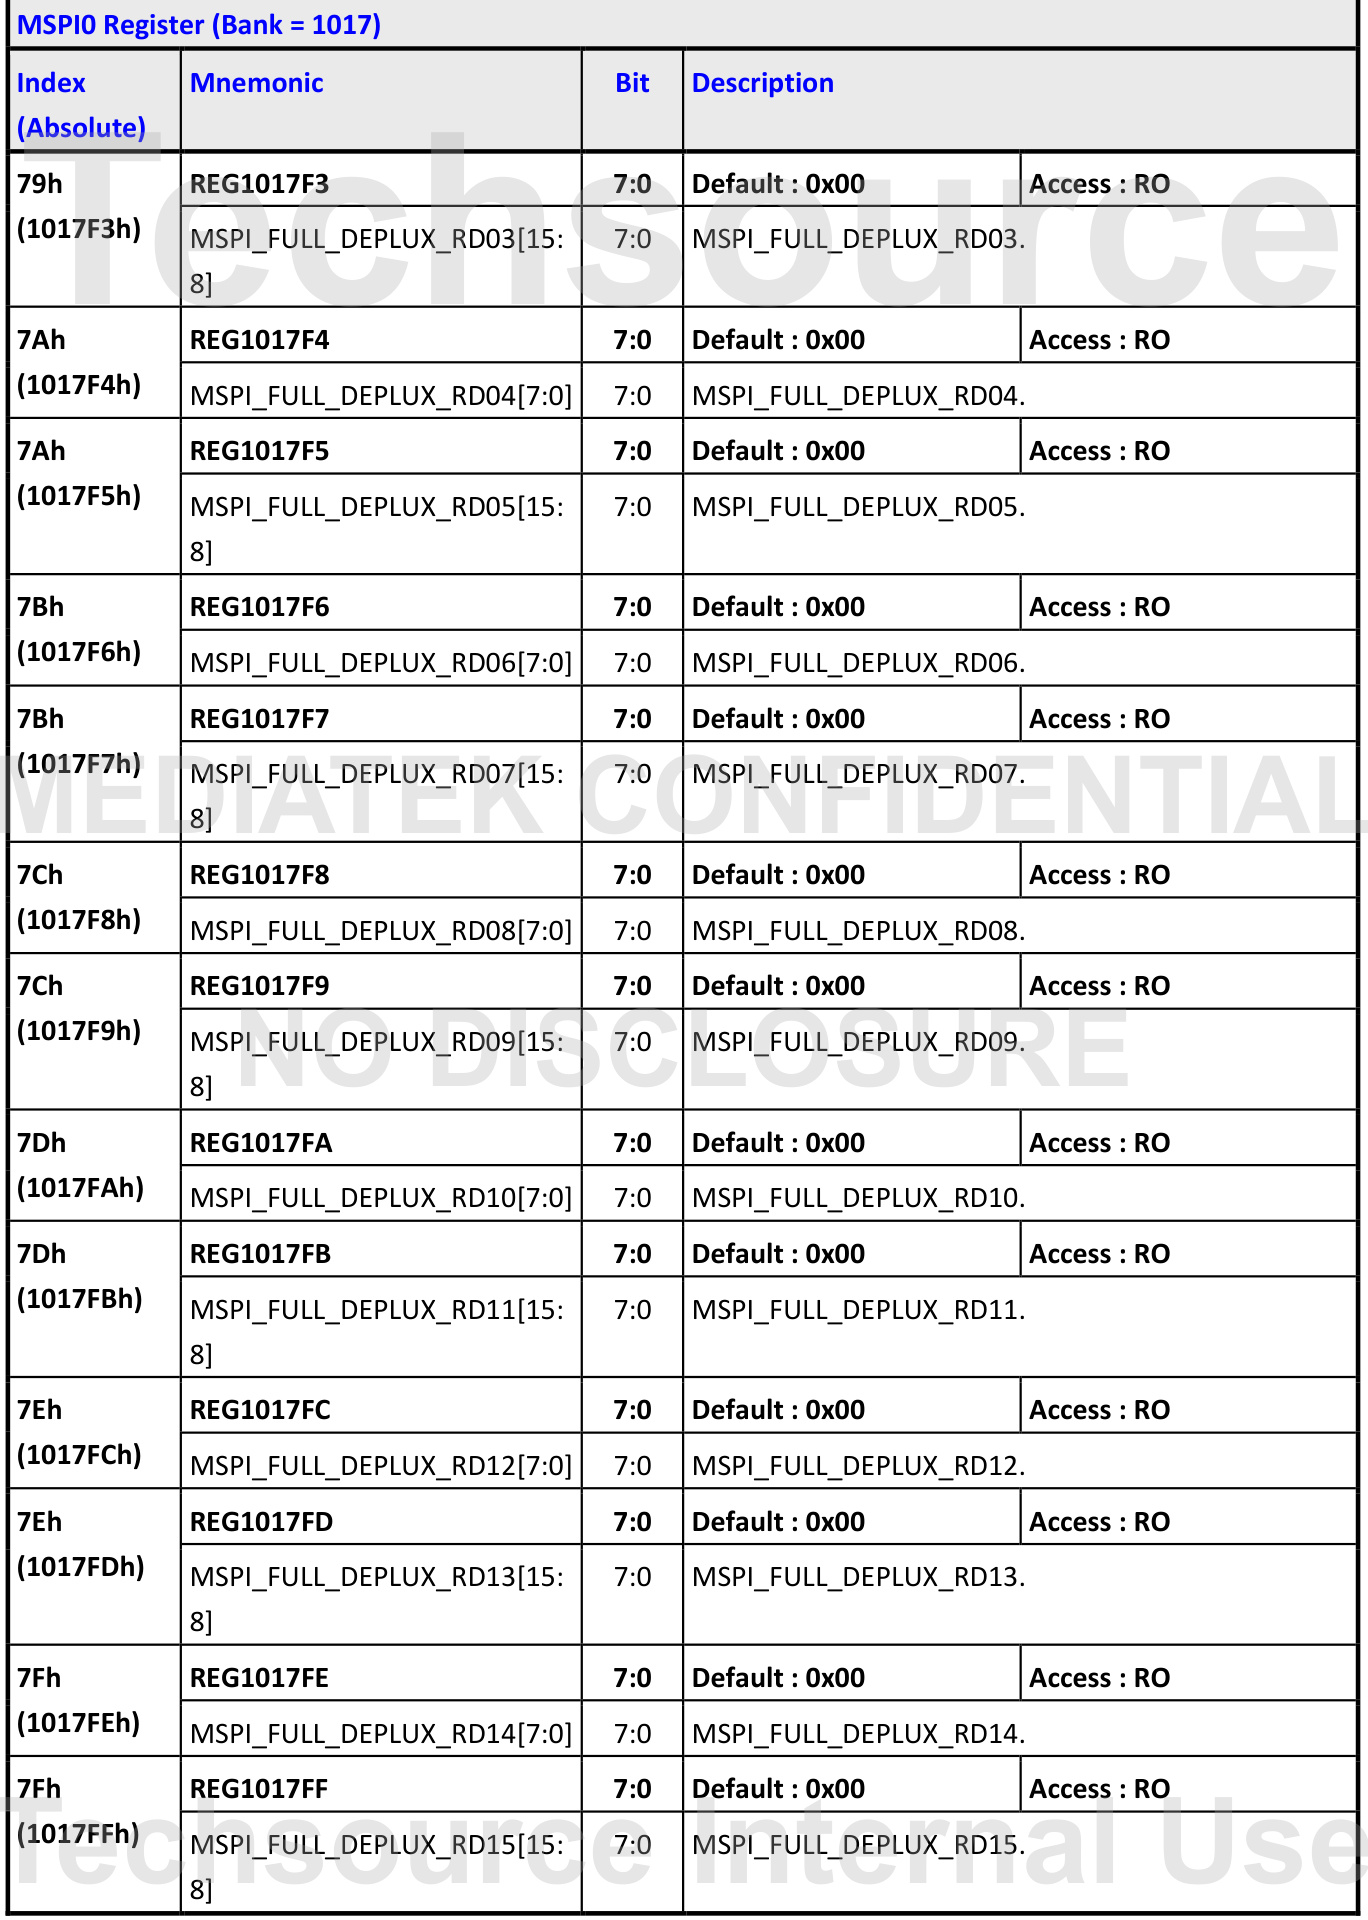 MSPI0 Register (Bank = 1017)
Index Mnemonic Bit Description
(Absolute)
Techsource
79h REG1017F3 7:0 Default : 0x00 Access : RO
(1017F3h) MSPI_FULL_DEPLUX_RD03[15: 7:0 MSPI_FULL_DEPLUX_RD03.
8]
7Ah REG1017F4 7:0 Default : 0x00 Access : RO
(1017F4h) MSPI_FULL_DEPLUX_RD04[7:0] 7:0 MSPI_FULL_DEPLUX_RD04.
7Ah REG1017F5 7:0 Default : 0x00 Access : RO
(1017F5h) MSPI_FULL_DEPLUX_RD05[15: 7:0 MSPI_FULL_DEPLUX_RD05.
8]
7Bh REG1017F6 7:0 Default : 0x00 Access : RO
(1017F6h) MSPI_FULL_DEPLUX_RD06[7:0] 7:0 MSPI_FULL_DEPLUX_RD06.
7Bh REG1017F7 7:0 Default : 0x00 Access : RO
(1017F7h) MSPI_FULL_DEPLUX_RD07[15: 7:0 MSPI_FULL_DEPLUX_RD07.
8]
MEDIATEK CONFIDENTIAL
7Ch REG1017F8 7:0 Default : 0x00 Access : RO
(1017F8h) MSPI_FULL_DEPLUX_RD08[7:0] 7:0 MSPI_FULL_DEPLUX_RD08.
7Ch REG1017F9 7:0 Default : 0x00 Access : RO
(1017F9h) MSPI_FULL_DEPLUX_RD09[15: 7:0 MSPI_FULL_DEPLUX_RD09.
8]
NO DISCLOSURE
7Dh REG1017FA 7:0 Default : 0x00 Access : RO
(1017FAh) MSPI_FULL_DEPLUX_RD10[7:0] 7:0 MSPI_FULL_DEPLUX_RD10.
7Dh REG1017FB 7:0 Default : 0x00 Access : RO
(1017FBh) MSPI_FULL_DEPLUX_RD11[15: 7:0 MSPI_FULL_DEPLUX_RD11.
8]
7Eh REG1017FC 7:0 Default : 0x00 Access : RO
(1017FCh) MSPI_FULL_DEPLUX_RD12[7:0] 7:0 MSPI_FULL_DEPLUX_RD12.
7Eh REG1017FD 7:0 Default : 0x00 Access : RO
(1017FDh) MSPI_FULL_DEPLUX_RD13[15: 7:0 MSPI_FULL_DEPLUX_RD13.
8]
7Fh REG1017FE 7:0 Default : 0x00 Access : RO
(1017FEh) MSPI_FULL_DEPLUX_RD14[7:0] 7:0 MSPI_FULL_DEPLUX_RD14.
7Fh REG1017FF 7:0 Default : 0x00 Access : RO
(1017FFh) MSPI_FULL_DEPLUX_RD15[15: 7:0 MSPI_FULL_DEPLUX_RD15.
8]
Techsource Internal Use